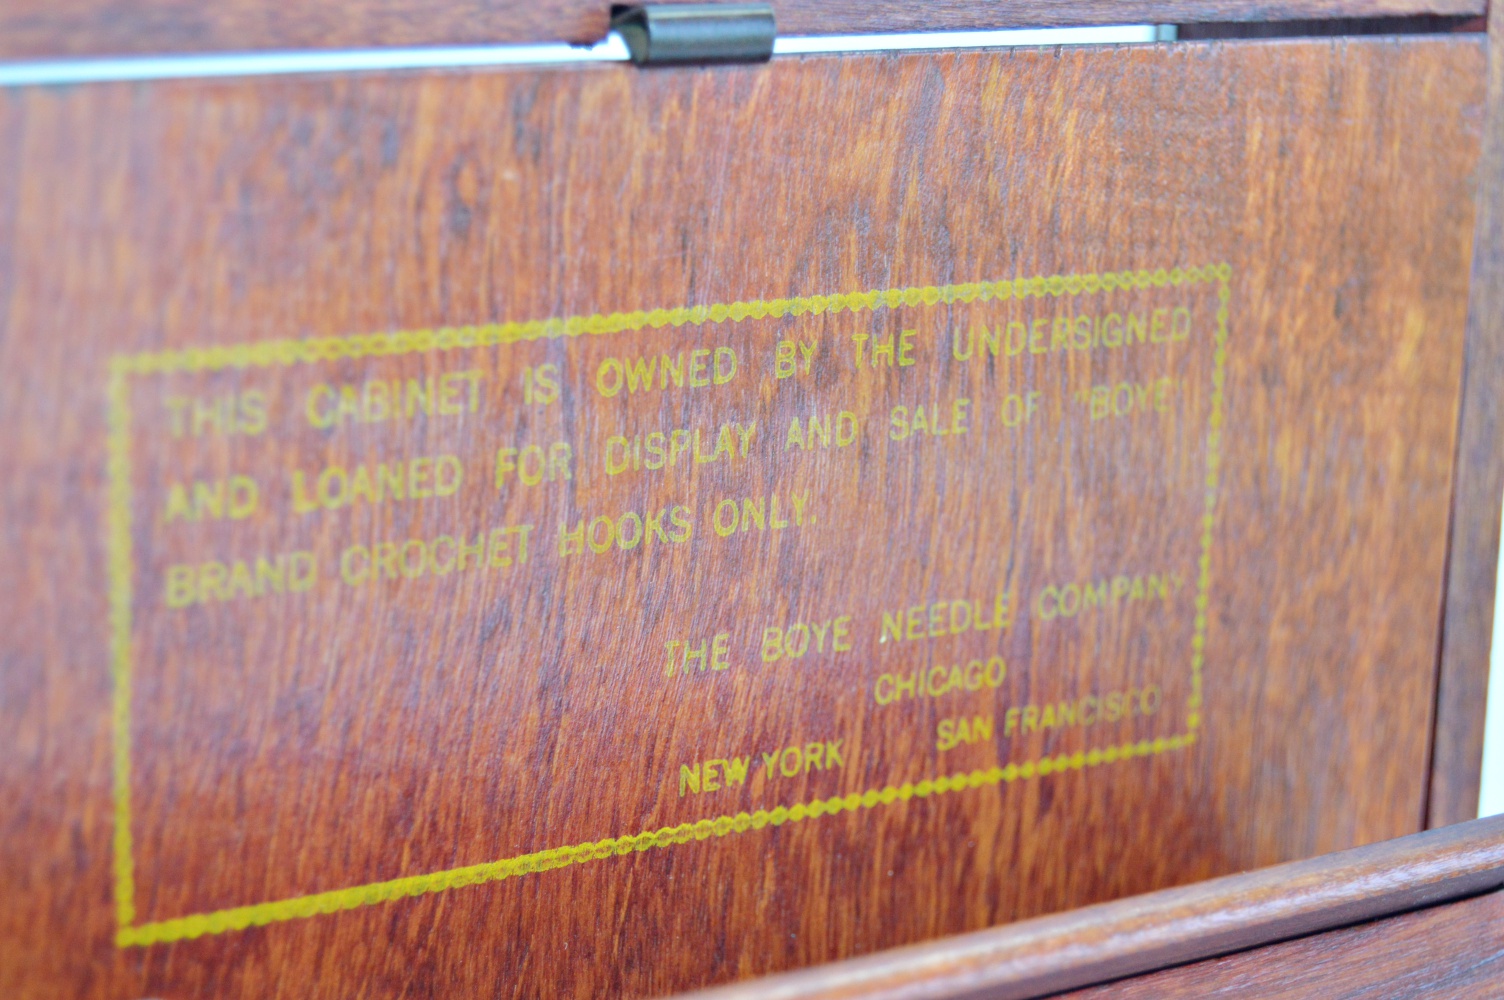 THIS CABINET IS OWNED BY THE UNDERSIGNED
AND LOANED FOR DISPLAY AND SALE OF "BOYE"
BRAND CROCHET HOOKS ONLY.
THE BOYE NEEDLE COMPANY
CHICAGO
NEW YORK SAN FRANCISCO